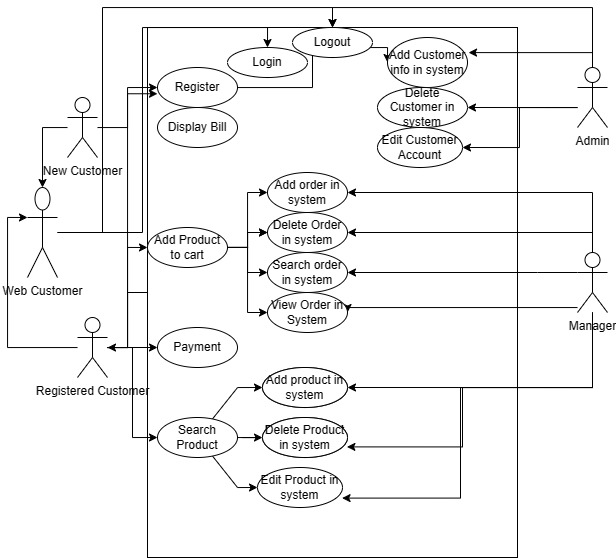 Logout
Login
Add Customer
info in system
Register
Delete
Customer in
system
Display Bill
Admin
Edit Customer
Account
New Customer
Add order in
system
Delete Order
in system
Add Product
to cart
Search order
in system
Web Customer
View Order in
System
Manager
Payment
Registered Customer
Add product in
system
Search
Product
Delete Product
in system
Edit Product in
system